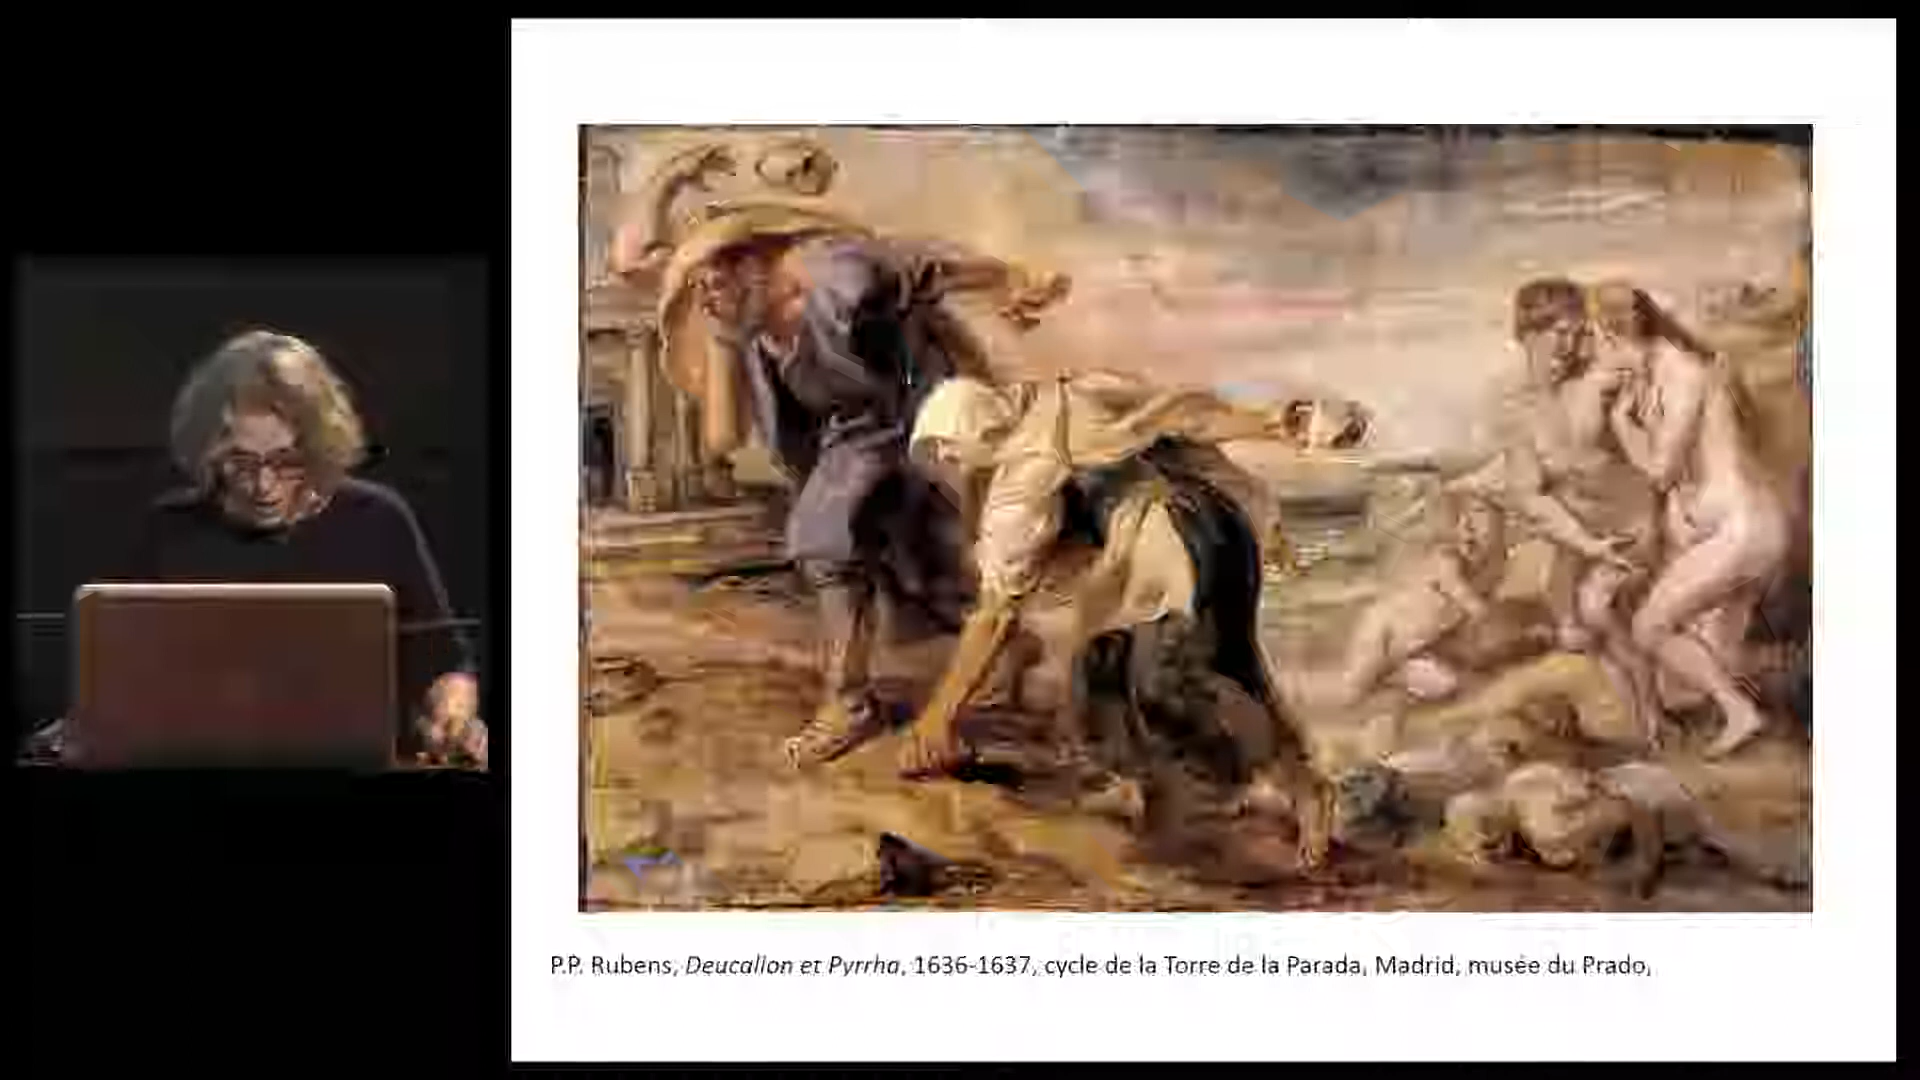 P.P. Rubens, Deucalion et Pyrrha, 1636-1637, cycle de la Torre de la Parada, Madrid, musée du Prado,